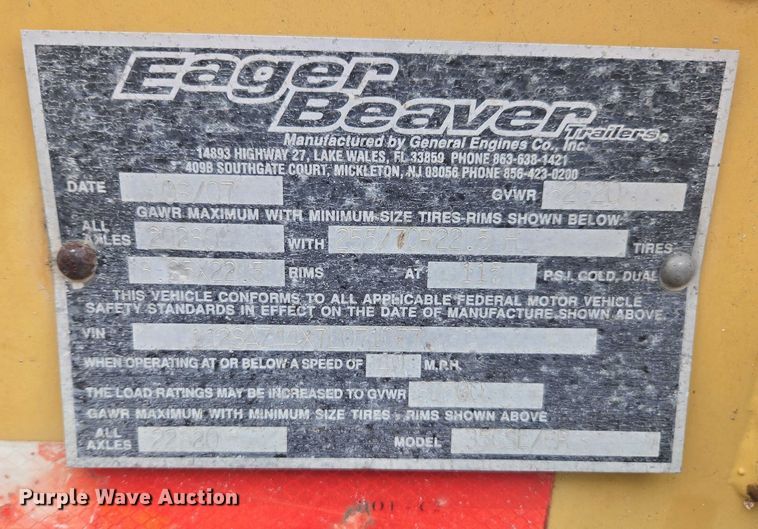 Eager
Beaver Trailers®
Manufactured by General Engines Co., Inc.
14893 HIGHWAY 27, LAKE WALES, FL 33859 PHONE 863-638-1421
409B SOUTHGATE COURT, MICKLETON, NJ 08056 PHONE 856-423-0200
DATE GVWR
GAWR MAXIMUM WITH MINIMUM SIZE TIRES-RIMS SHOWN BELOW
ALL
AXLES WITH TIRES
RIMS AT P.S.I. COLD, DUAL
THIS VEHICLE CONFORMS TO ALL APPLICABLE FEDERAL MOTOR VEHICLE
SAFETY STANDARDS IN EFFECT ON THE DATE OF MANUFACTURE SHOWN ABOVE.
VIN
WHEN OPERATING AT OR BELOW A SPEED OF M.P.H.
THE LOAD RATINGS MAY BE INCREASED TO GVWR
GAWR MAXIMUM WITH MINIMUM SIZE TIRES - RIMS SHOWN ABOVE
ALL
AXLES MODEL
Purple Wave Auction